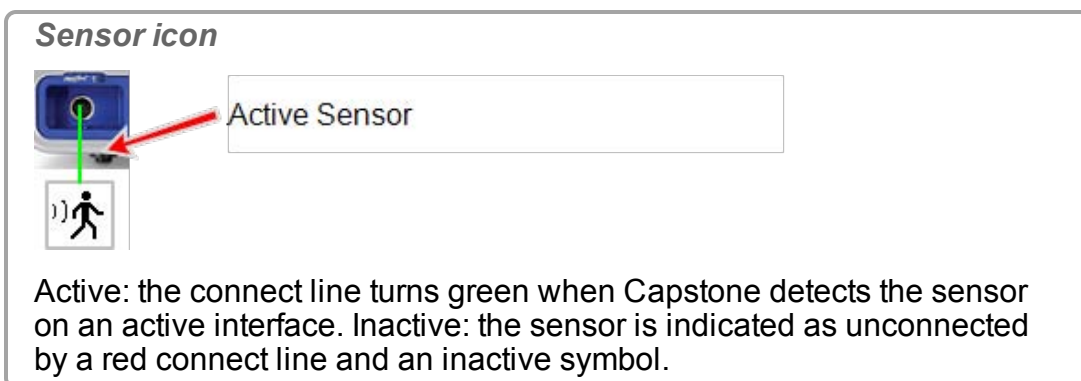 Sensor icon
Active Sensor
Active: the connect line turns green when Capstone detects the sensor
on an active interface. Inactive: the sensor is indicated as unconnected
by a red connect line and an inactive symbol.